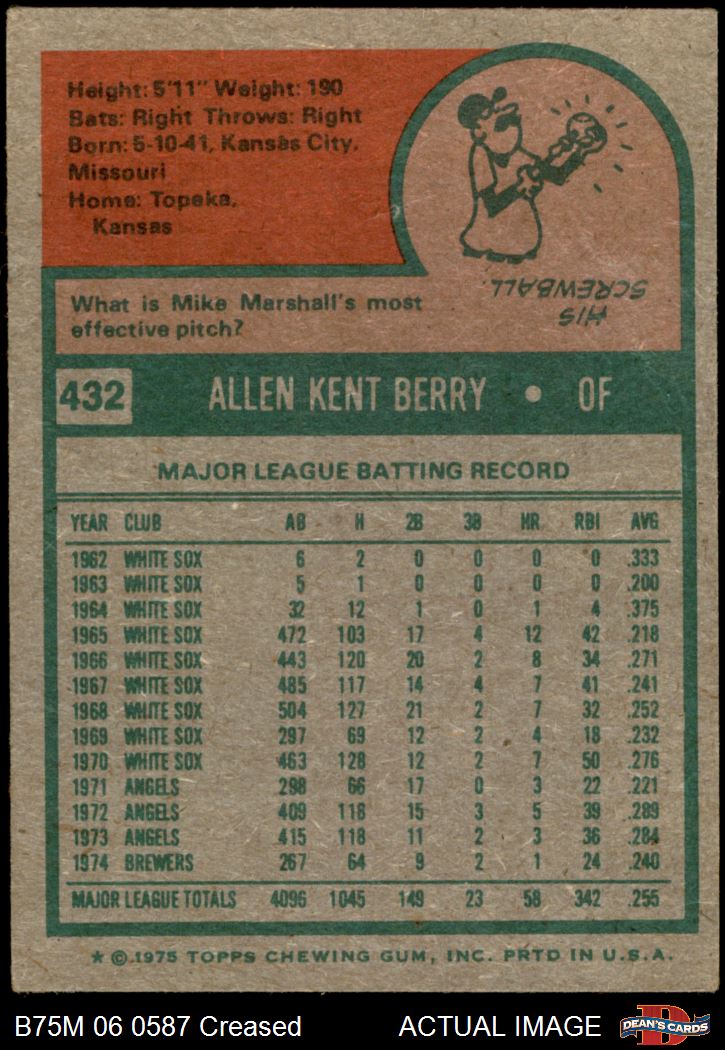 Height: 5'11" Weight: 190
Bats: Right Throws: Right
Born: 5-10-41, Kansas City,
Missouri
Home: Topeka,
Kansas
What is Mike Marshall's most
effective pitch?
HIS
SCREWBALL
432 ALLEN KENT BERRY • OF
MAJOR LEAGUE BATTING RECORD
YEAR CLUB AB H 2B 3B HR RBI AVG
1962 WHITE SOX 6 2 0 0 0 0 .333
1963 WHITE SOX 5 1 0 0 0 0 .200
1964 WHITE SOX 32 12 1 0 1 4 .375
1965 WHITE SOX 472 103 17 4 12 42 .218
1966 WHITE SOX 443 120 20 2 8 34 .271
1967 WHITE SOX 485 117 14 4 7 41 .241
1968 WHITE SOX 504 127 21 2 7 32 .252
1969 WHITE SOX 297 69 12 2 4 18 .232
1970 WHITE SOX 463 128 12 2 7 50 .276
1971 ANGELS 298 66 17 0 3 22 .221
1972 ANGELS 409 118 15 3 5 39 .289
1973 ANGELS 415 118 11 2 3 36 .284
1974 BREWERS 267 64 9 2 1 24 .240
MAJOR LEAGUE TOTALS 4096 1045 149 23 58 342 .255
* © 1975 TOPPS CHEWING GUM, INC. PRTD IN U.S.A.
B75M 06 0587 Creased ACTUAL IMAGE
D
DEAN'S CARDS